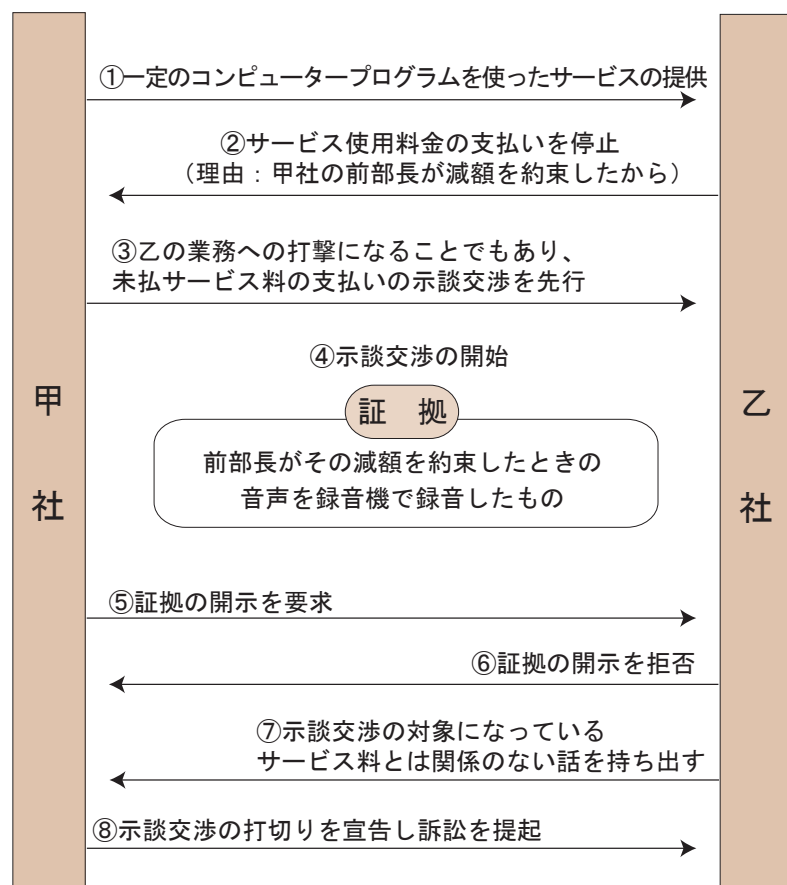 ①一定のコンピュータープログラムを使ったサービスの提供
②サービス使用料金の支払いを停止
（理由：甲社の前部長が減額を約束したから）
③乙の業務への打撃になることでもあり、
未払サービス料の支払いの示談交渉を先行
④示談交渉の開始
証 拠
前部長がその減額を約束したときの
音声を録音機で録音したもの
甲社
乙社
⑤証拠の開示を要求
⑥証拠の開示を拒否
⑦示談交渉の対象になっている
サービス料とは関係のない話を持ち出す
⑧示談交渉の打切りを宣告し訴訟を提起